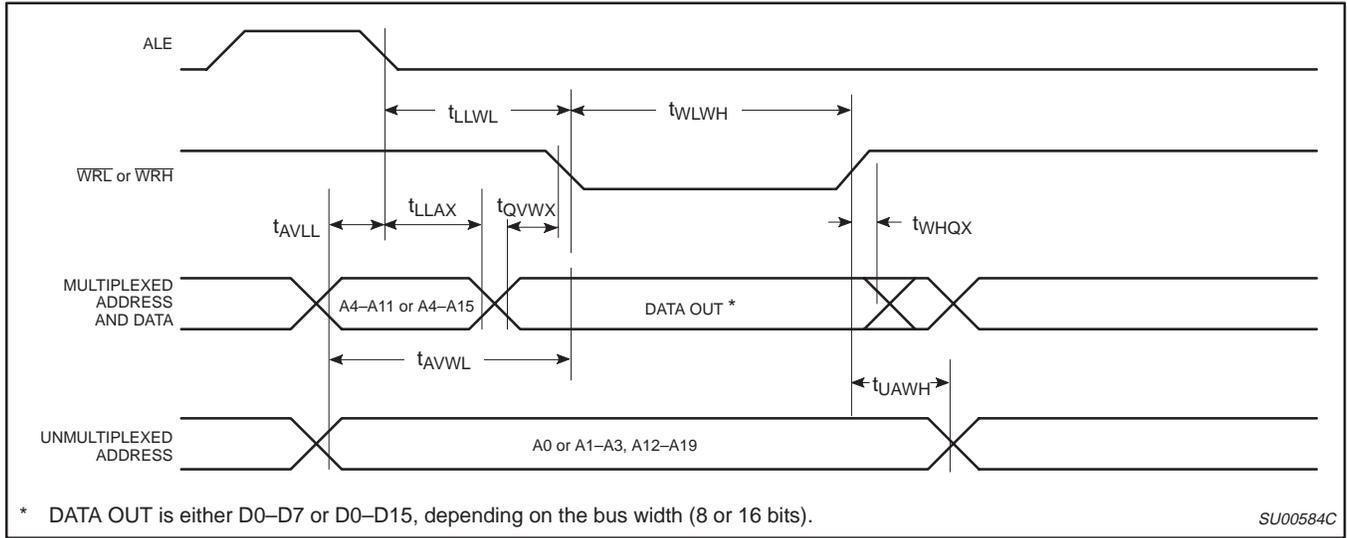 ALE
tLLWL
tWLWH
WRL or WRH
tAVLL
tLLAX
tQVWX
tWHQX
MULTIPLEXED
ADDRESS
AND DATA
A4–A11 or A4–A15
DATA OUT *
tAVWL
tUAWH
UNMULTIPLEXED
ADDRESS
A0 or A1–A3, A12–A19
* DATA OUT is either D0–D7 or D0–D15, depending on the bus width (8 or 16 bits).
SU00584C